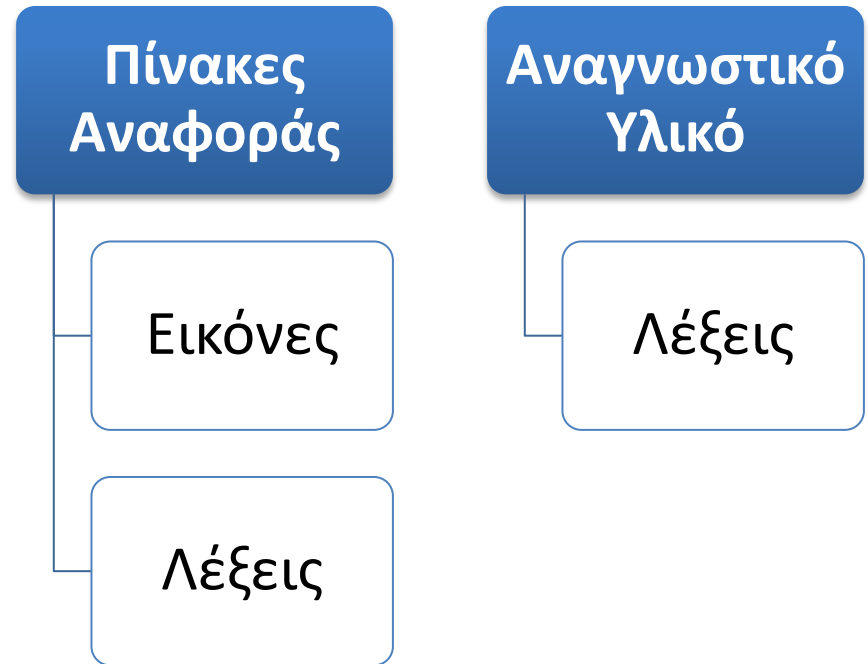 Πίνακες
Αναφοράς
Εικόνες
Λέξεις
Αναγνωστικό
Υλικό
Λέξεις